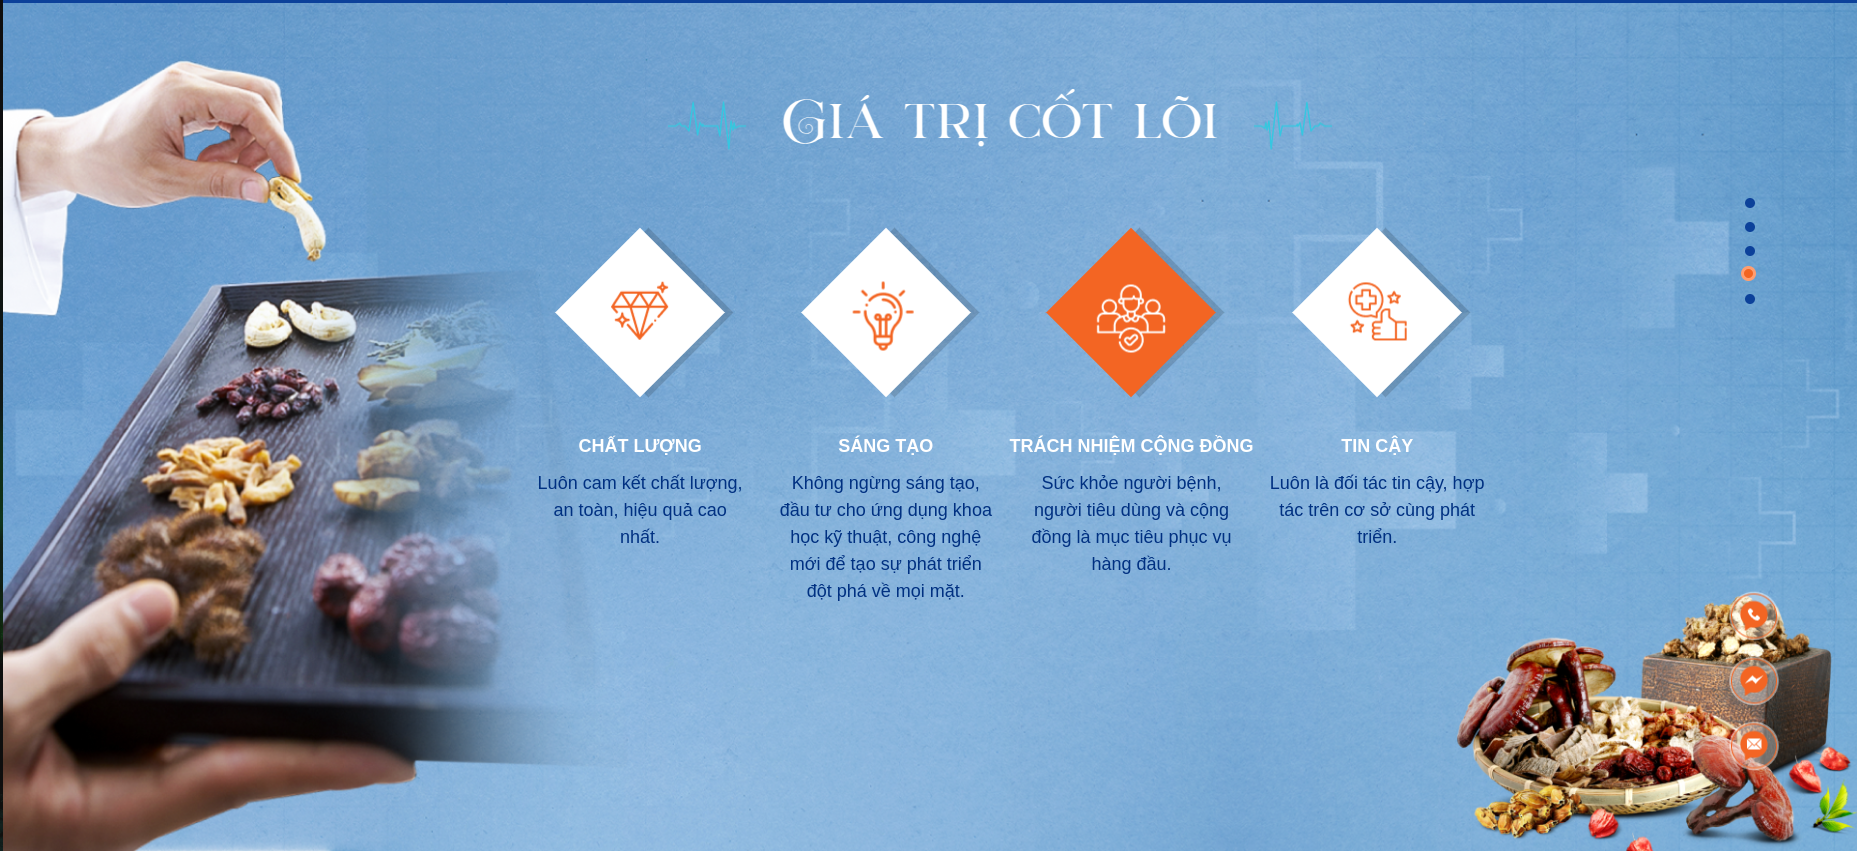 Giá trị cốt lõi
CHẤT LƯỢNG
Luôn cam kết chất lượng,
an toàn, hiệu quả cao
nhất.
SÁNG TẠO
Không ngừng sáng tạo,
đầu tư cho ứng dụng khoa
học kỹ thuật, công nghệ
mới để tạo sự phát triển
đột phá về mọi mặt.
TRÁCH NHIỆM CỘNG ĐỒNG
Sức khỏe người bệnh,
người tiêu dùng và cộng
đồng là mục tiêu phục vụ
hàng đầu.
TIN CẬY
Luôn là đối tác tin cậy, hợp
tác trên cơ sở cùng phát
triển.